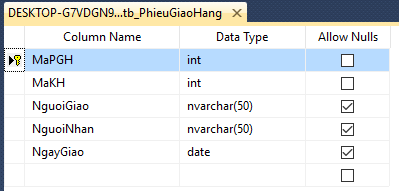 DESKTOP-G7VDGN9...tb_PhieuGiaoHang
Column Name Data Type Allow Nulls
MaPGH int
MaKH int
NguoiGiao nvarchar(50)
NguoiNhan nvarchar(50)
NgayGiao date